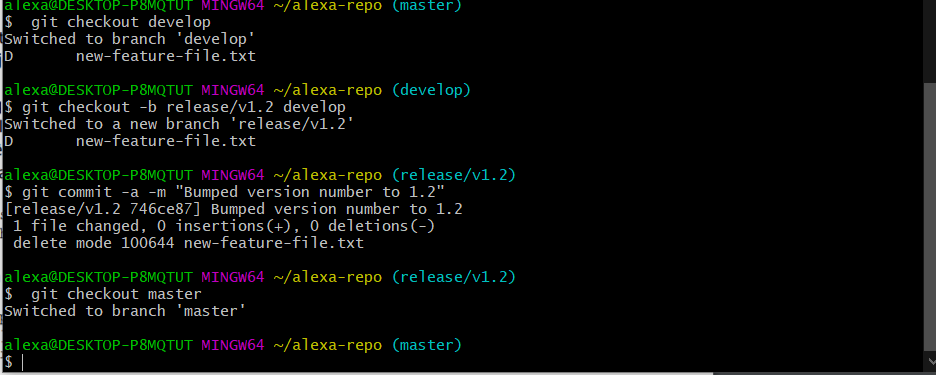 alexa@DESKTOP-P8MQTUT MINGW64 ~/alexa-repo (master)
$  git checkout develop
Switched to branch 'develop'
D       new-feature-file.txt
alexa@DESKTOP-P8MQTUT MINGW64 ~/alexa-repo (develop)
$ git checkout -b release/v1.2 develop
Switched to a new branch 'release/v1.2'
D       new-feature-file.txt
alexa@DESKTOP-P8MQTUT MINGW64 ~/alexa-repo (release/v1.2)
$ git commit -a -m "Bumped version number to 1.2"
[release/v1.2 746ce87] Bumped version number to 1.2
 1 file changed, 0 insertions(+), 0 deletions(-)
 delete mode 100644 new-feature-file.txt
alexa@DESKTOP-P8MQTUT MINGW64 ~/alexa-repo (release/v1.2)
$  git checkout master
Switched to branch 'master'
alexa@DESKTOP-P8MQTUT MINGW64 ~/alexa-repo (master)
$